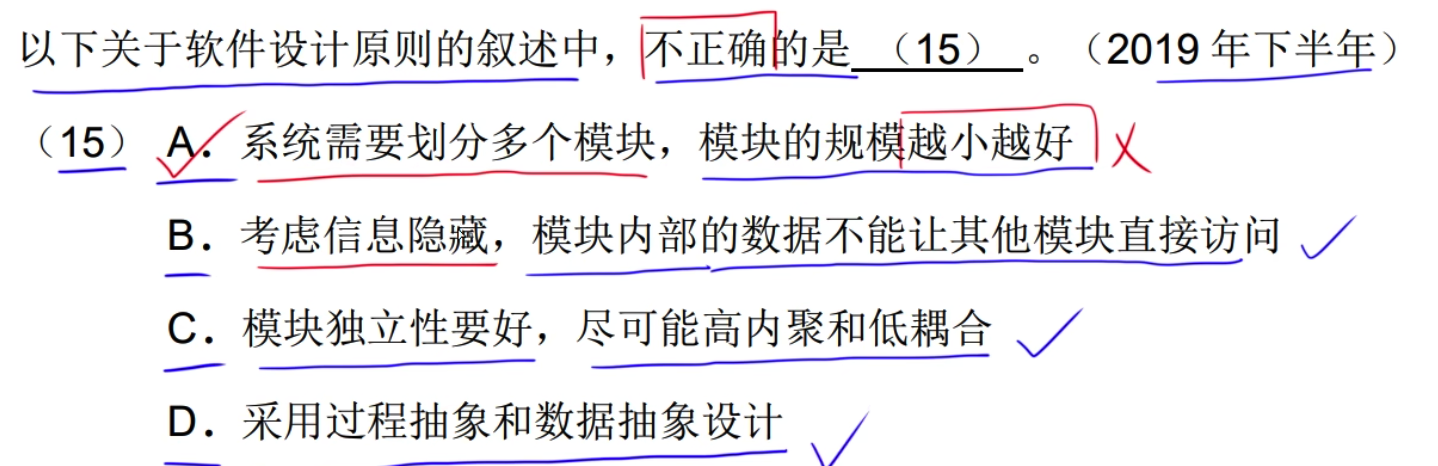 以下关于软件设计原则的叙述中，不正确的是 （15） 。（2019 年下半年）
（15） A．系统需要划分多个模块，模块的规模越小越好
B．考虑信息隐藏，模块内部的数据不能让其他模块直接访问
C．模块独立性要好，尽可能高内聚和低耦合
D．采用过程抽象和数据抽象设计